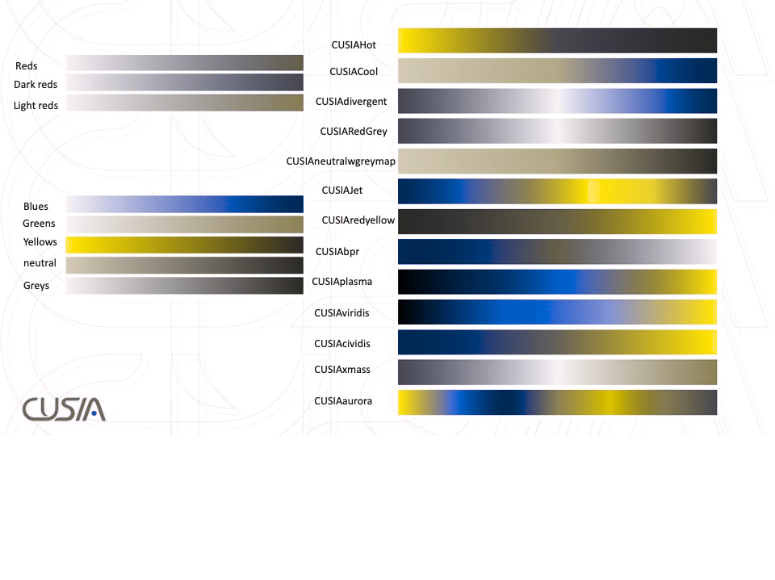 Reds
Dark reds
Light reds
Blues
Greens
Yellows
neutral
Greys
CUSIA
CUSIAHot
CUSIACool
CUSIAdivergent
CUSIARedGrey
CUSIAneutralwgreymap
CUSIAJet
CUSIAredyellow
CUSIAbpr
CUSIAplasma
CUSIAviridis
CUSIAcividis
CUSIAxmass
CUSIAaurora